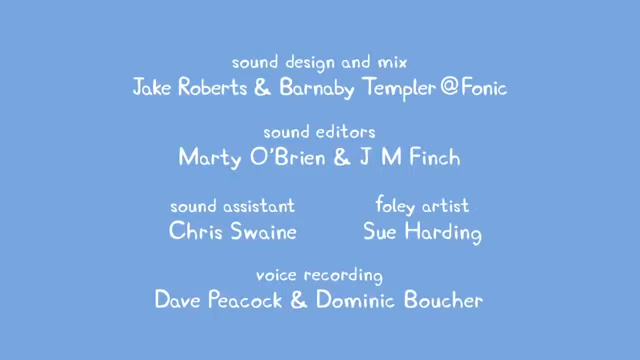 sound design and mix
Jake Roberts & Barnaby Templer@Fonic
sound editors
Marty O'Brien & J M Finch
sound assistant
Chris Swaine
foley artist
Sue Harding
voice recording
Dave Peacock & Dominic Boucher